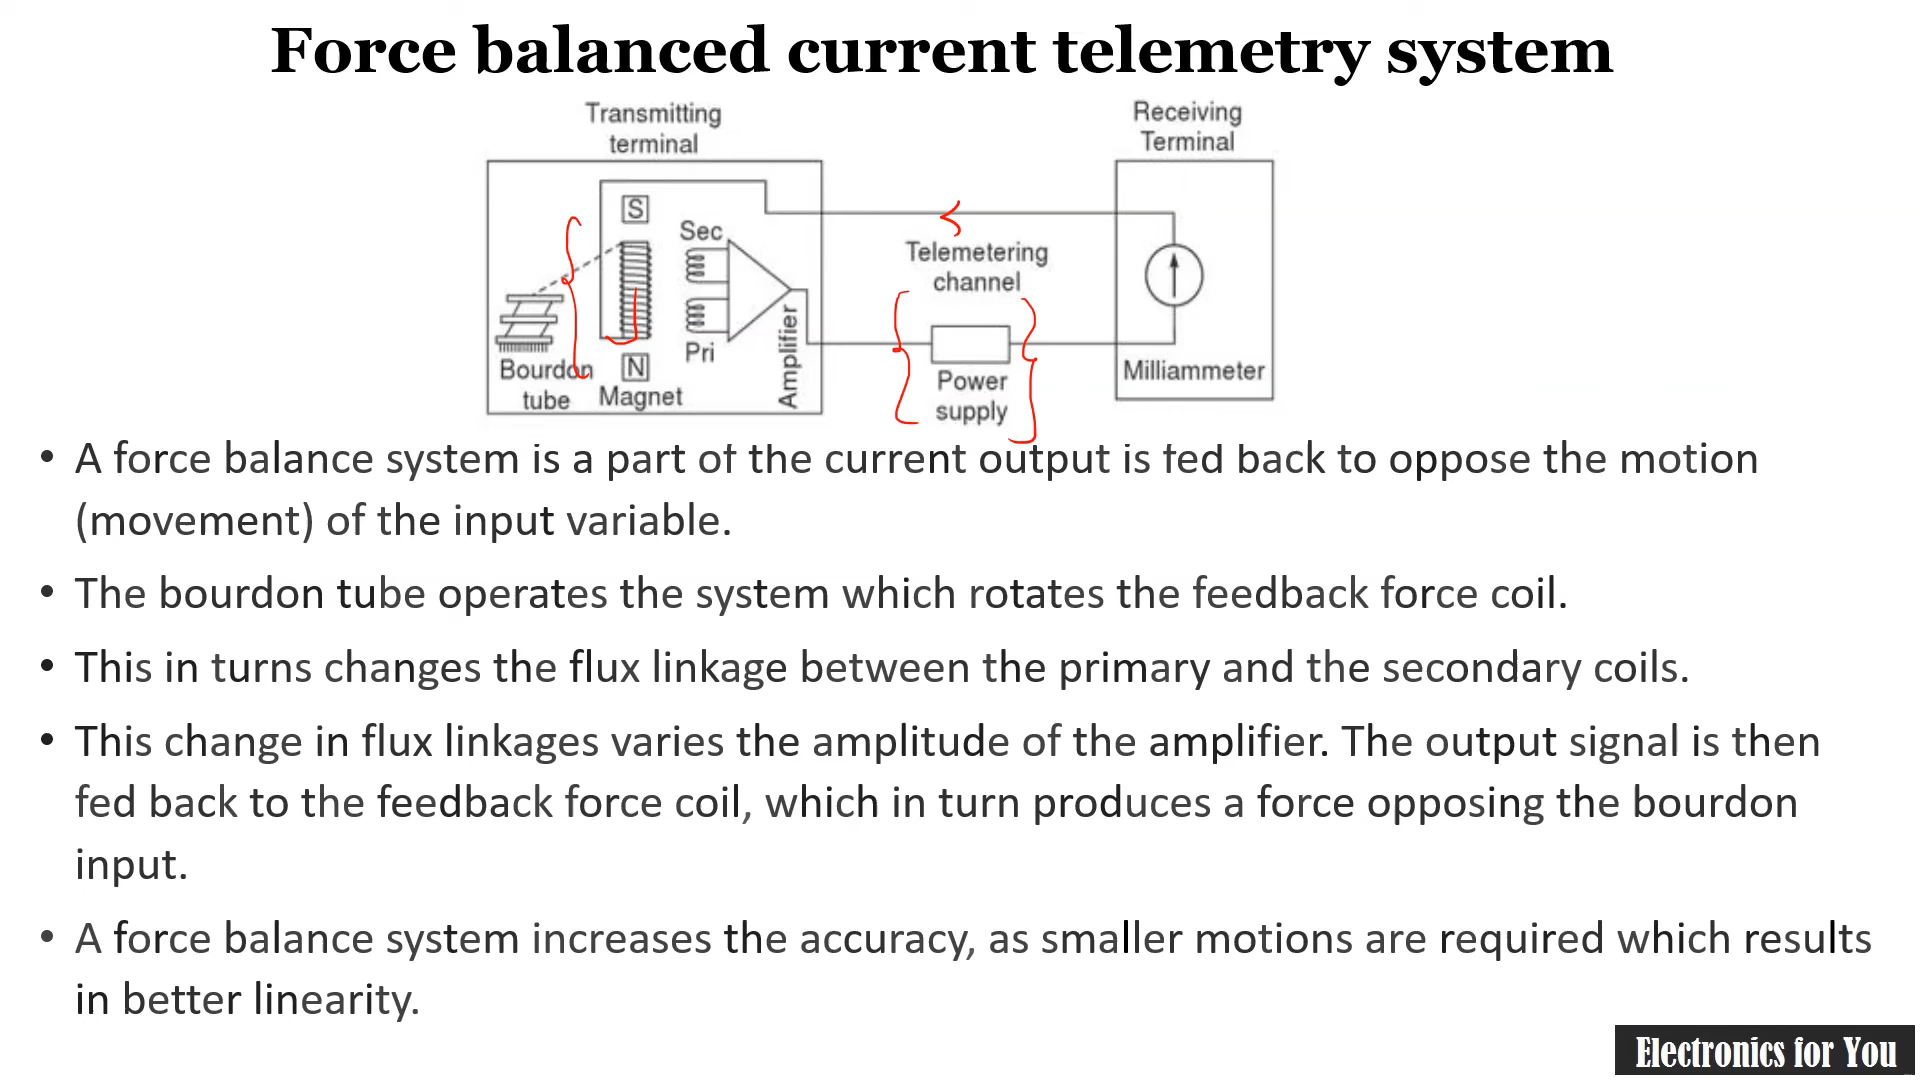 Force balanced current telemetry system
Transmitting
terminal
Receiving
Terminal
S
Sec
Telemetering
channel
Pri
N
Bourdon
tube
Magnet
Amplifier
Power
supply
Milliammeter
• A force balance system is a part of the current output is fed back to oppose the motion
(movement) of the input variable.
• The bourdon tube operates the system which rotates the feedback force coil.
• This in turns changes the flux linkage between the primary and the secondary coils.
• This change in flux linkages varies the amplitude of the amplifier. The output signal is then
fed back to the feedback force coil, which in turn produces a force opposing the bourdon
input.
• A force balance system increases the accuracy, as smaller motions are required which results
in better linearity.
Electronics for You